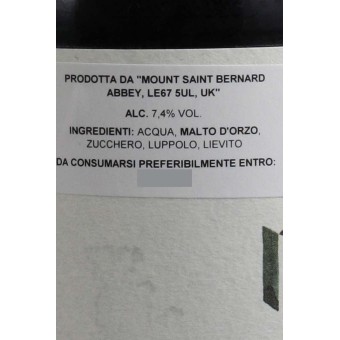 PRODOTTA DA "MOUNT SAINT BERNARD
ABBEY, LE67 5UL, UK"
ALC. 7,4% VOL.
INGREDIENTI: ACQUA, MALTO D'ORZO,
ZUCCHERO, LUPPOLO, LIEVITO
DA CONSUMARSI PREFERIBILMENTE ENTRO: